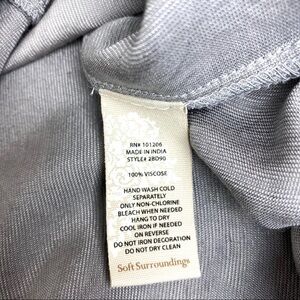 RN# 101206
MADE IN INDIA
STYLE# 2BD90
100% VISCOSE
HAND WASH COLD
SEPARATELY
ONLY NON-CHLORINE
BLEACH WHEN NEEDED
HANG TO DRY
COOL IRON IF NEEDED
ON REVERSE
DO NOT IRON DECORATION
DO NOT DRY CLEAN
Soft Surroundings